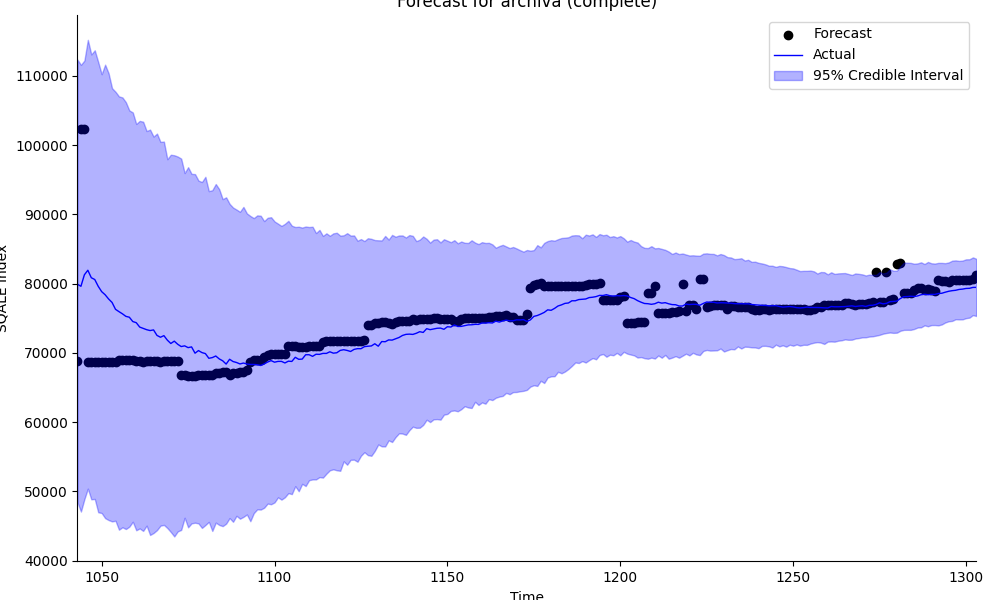 Forecast for archiva (complete)
Forecast
Actual
95% Credible Interval
SQALE Index
110000
100000
90000
80000
70000
60000
50000
40000
1050
1100
1150
1200
1250
1300
Time